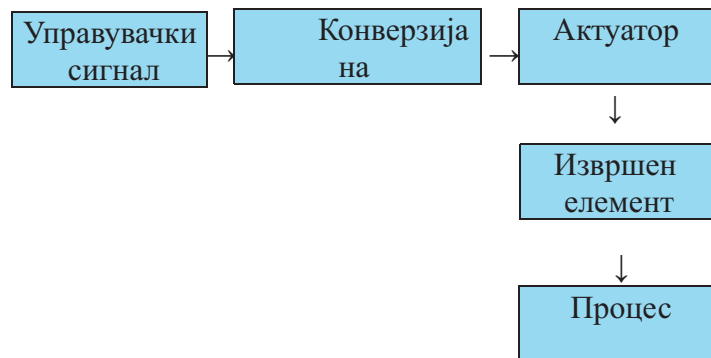 Управувачки
сигнал
→
Конверзија
на
→
Актуатор
↓
Извршен
елемент
↓
Процес